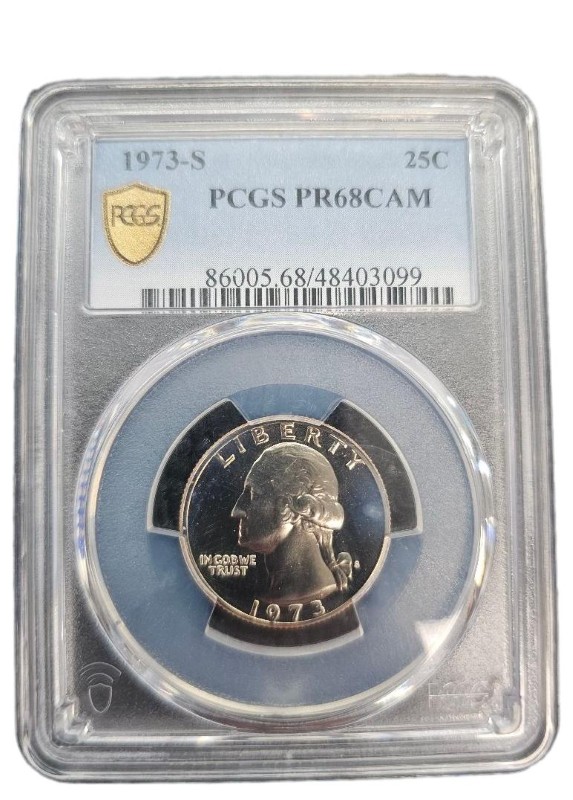 1973-S 25C
PCGS PR68CAM
PCGS
86005.68/48403099
LIBERTY
IN GOD WE
TRUST
S
1973